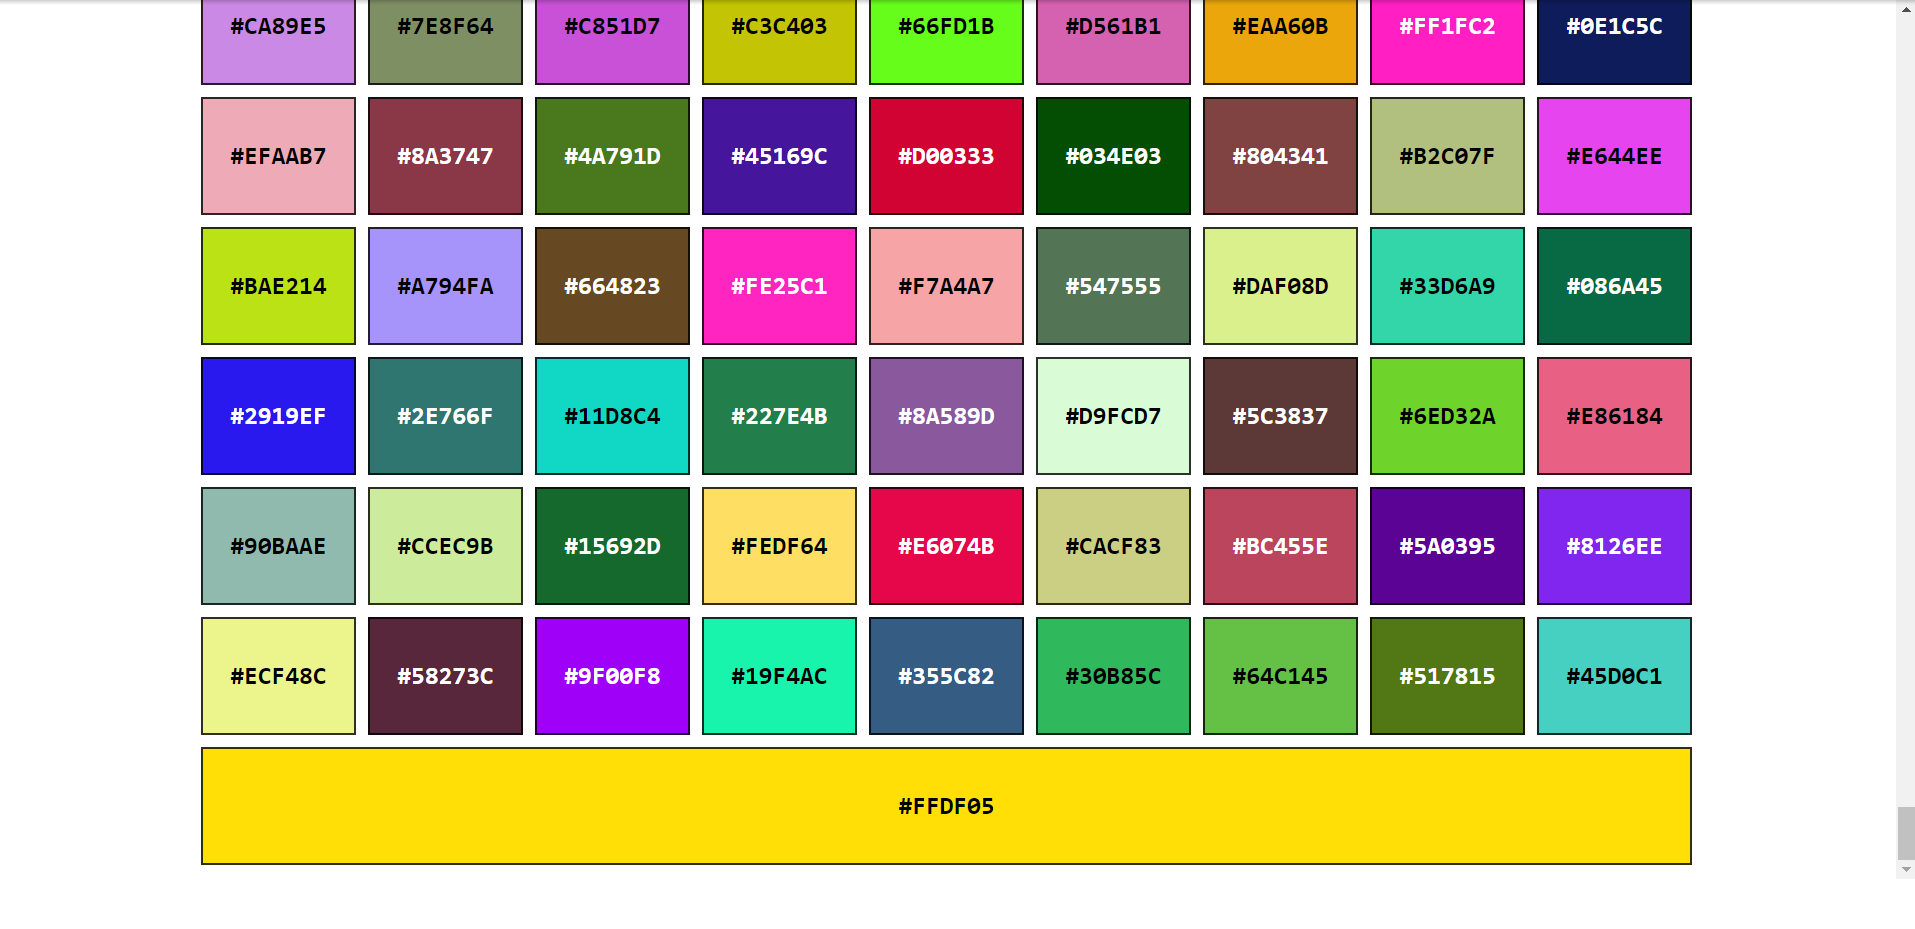 #CA89E5 #7E8F64 #C851D7 #C3C403 #66FD1B #D561B1 #EAA60B #FF1FC2 #0E1C5C
#EFAAB7 #8A3747 #4A791D #45169C #D00333 #034E03 #804341 #B2C07F #E644EE
#BAE214 #A794FA #664823 #FE25C1 #F7A4A7 #547555 #DAF08D #33D6A9 #086A45
#2919EF #2E766F #11D8C4 #227E4B #8A589D #D9FCD7 #5C3837 #6ED32A #E86184
#90BAAE #CCEC9B #15692D #FEDF64 #E6074B #CACF83 #BC455E #5A0395 #8126EE
#ECF48C #58273C #9F00F8 #19F4AC #355C82 #30B85C #64C145 #517815 #45D0C1
#FFDF05